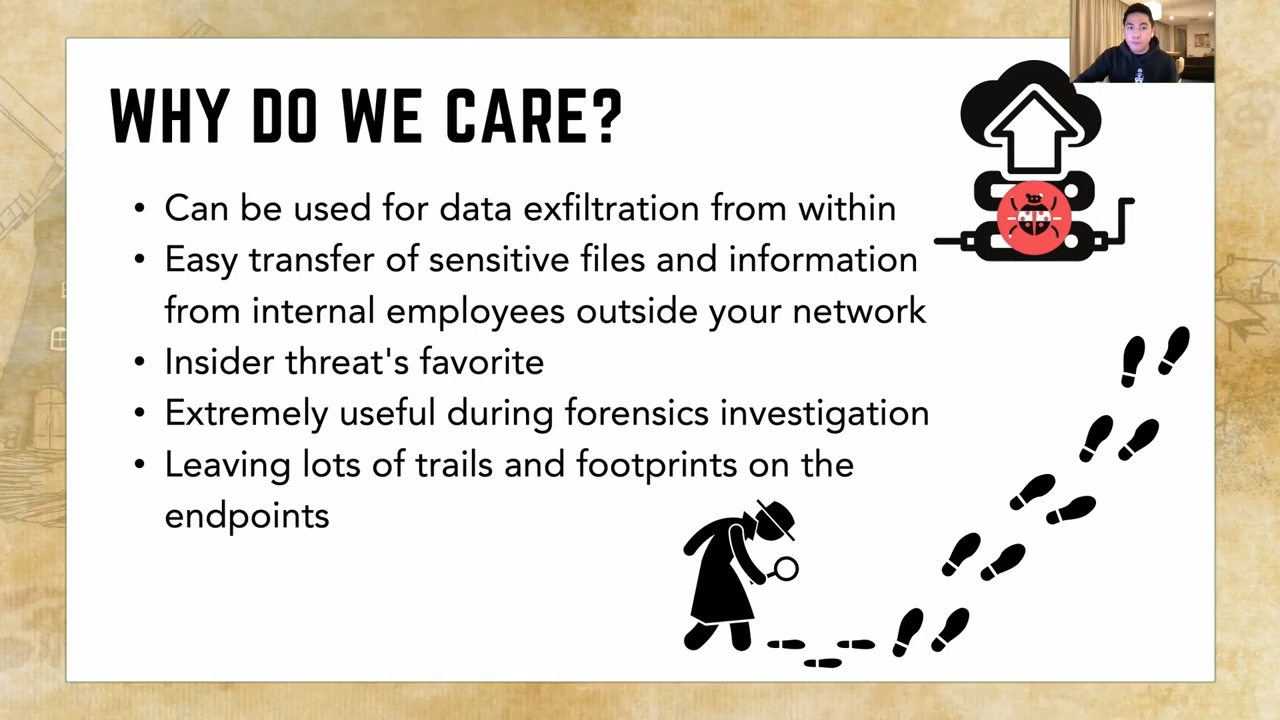 WHY DO WE CARE?
• Can be used for data exfiltration from within
• Easy transfer of sensitive files and information
from internal employees outside your network
• Insider threat's favorite
• Extremely useful during forensics investigation
• Leaving lots of trails and footprints on the
endpoints